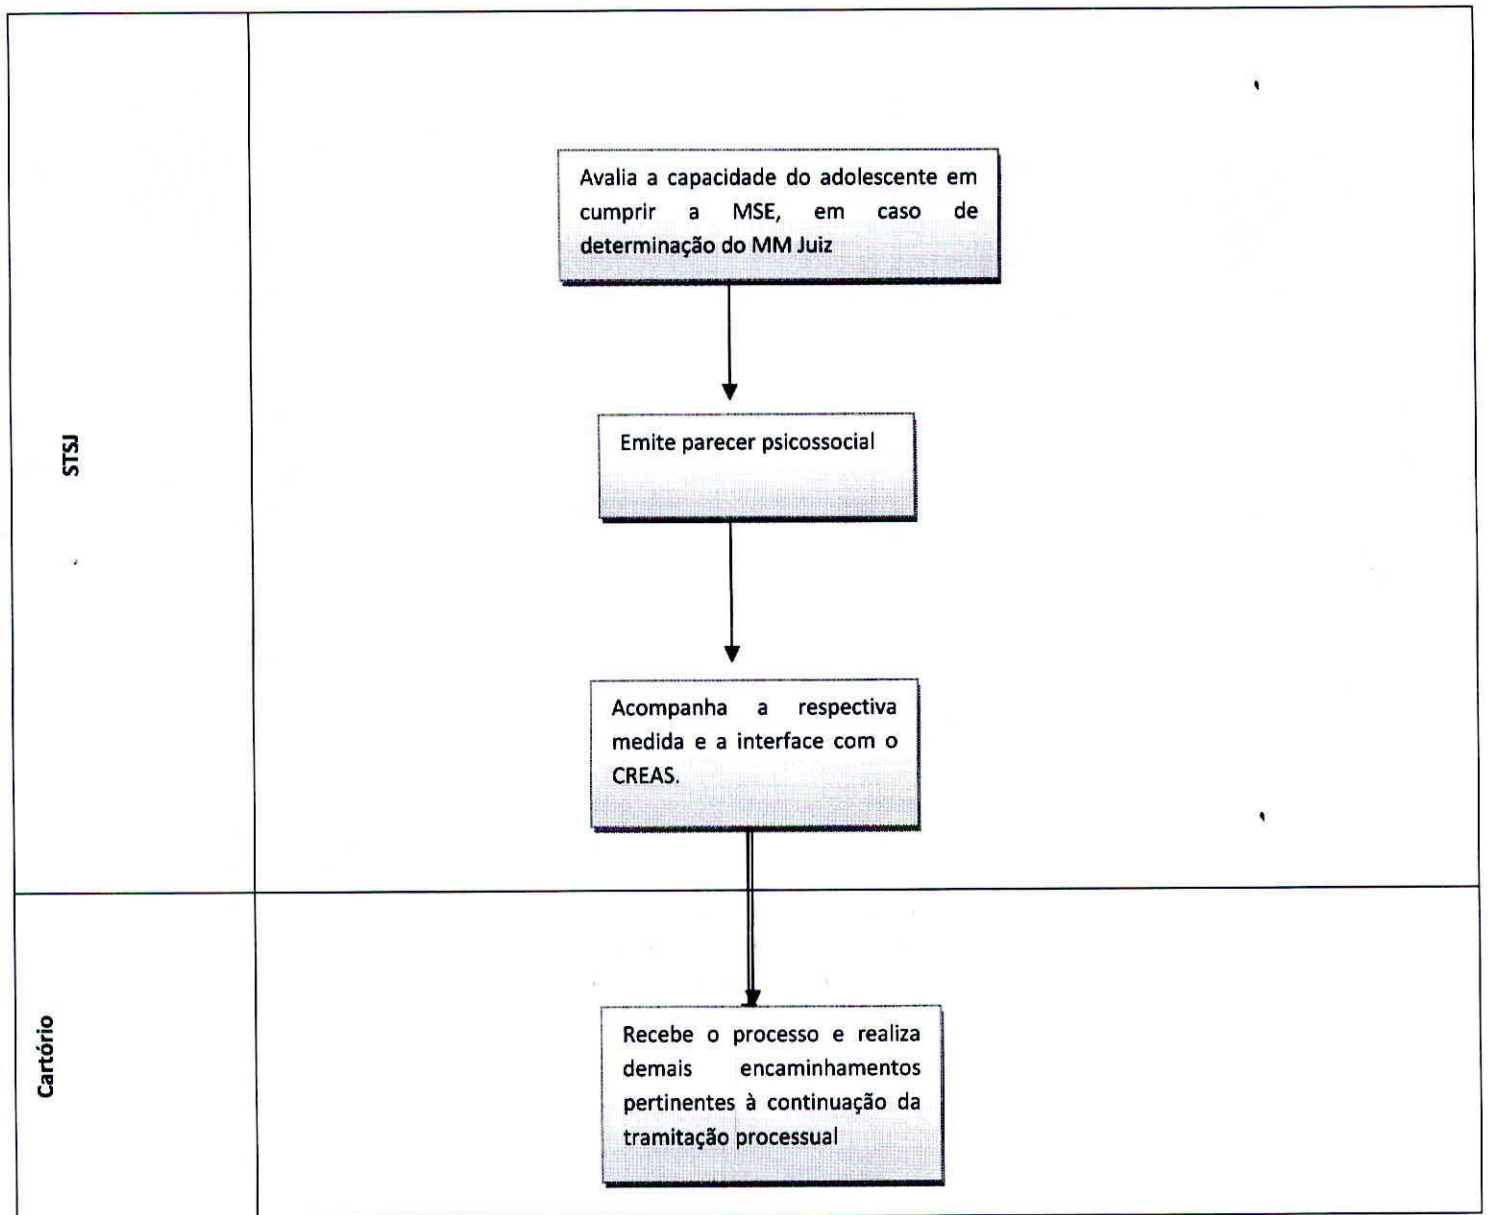 STSJ
Avalia a capacidade do adolescente em
cumprir a MSE, em caso de
determinação do MM Juiz
Emite parecer psicossocial
Acompanha a respectiva
medida e a interface com o
CREAS.
Cartório
Recebe o processo e realiza
demais encaminhamentos
pertinentes à continuação da
tramitação processual